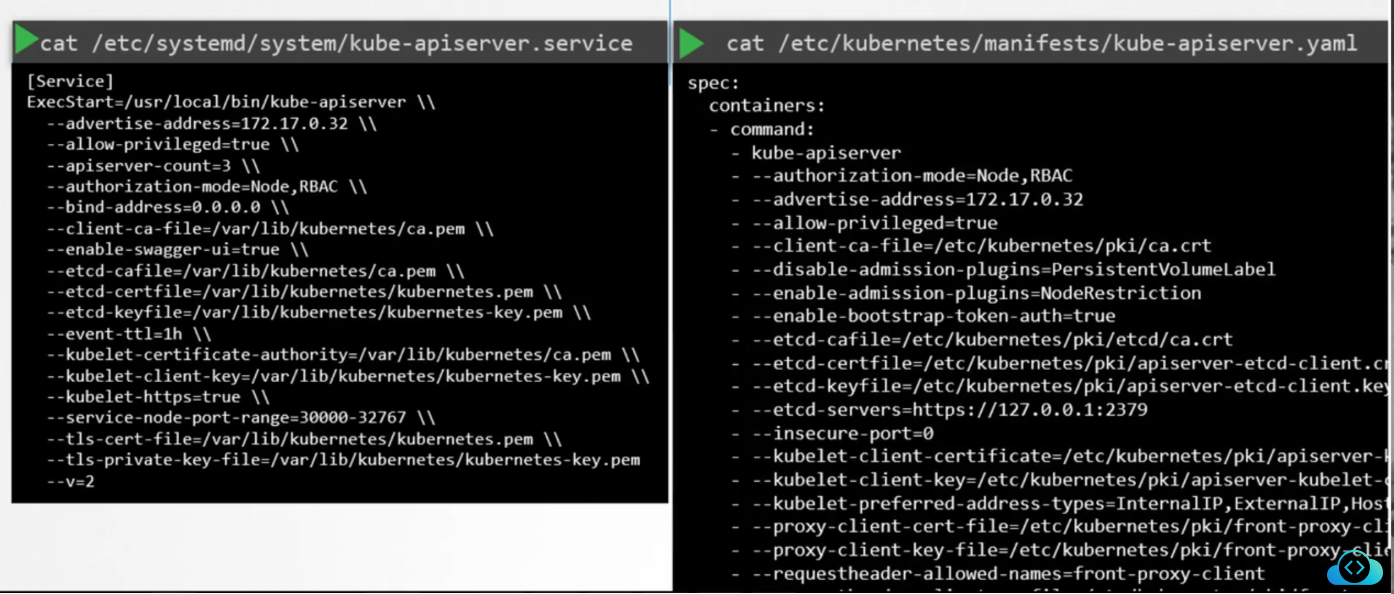 cat /etc/systemd/system/kube-apiserver.service
[Service]
ExecStart=/usr/local/bin/kube-apiserver \\
--advertise-address=172.17.0.32 \\
--allow-privileged=true \\
--apiserver-count=3 \\
--authorization-mode=Node,RBAC \\
--bind-address=0.0.0.0 \\
--client-ca-file=/var/lib/kubernetes/ca.pem \\
--enable-swagger-ui=true \\
--etcd-cafile=/var/lib/kubernetes/ca.pem \\
--etcd-certfile=/var/lib/kubernetes/kubernetes.pem \\
--etcd-keyfile=/var/lib/kubernetes/kubernetes-key.pem \\
--event-ttl=1h \\
--kubelet-certificate-authority=/var/lib/kubernetes/ca.pem \\
--kubelet-client-key=/var/lib/kubernetes/kubernetes-key.pem \\
--kubelet-https=true \\
--service-node-port-range=30000-32767 \\
--tls-cert-file=/var/lib/kubernetes/kubernetes.pem \\
--tls-private-key-file=/var/lib/kubernetes/kubernetes-key.pem
--v=2
cat /etc/kubernetes/manifests/kube-apiserver.yaml
spec:
containers:
- command:
- kube-apiserver
- --authorization-mode=Node,RBAC
- --advertise-address=172.17.0.32
- --allow-privileged=true
- --client-ca-file=/etc/kubernetes/pki/ca.crt
- --disable-admission-plugins=PersistentVolumeLabel
- --enable-admission-plugins=NodeRestriction
- --enable-bootstrap-token-auth=true
- --etcd-cafile=/etc/kubernetes/pki/etcd/ca.crt
- --etcd-certfile=/etc/kubernetes/pki/apiserver-etcd-client.cr
- --etcd-keyfile=/etc/kubernetes/pki/apiserver-etcd-client.key
- --etcd-servers=https://127.0.0.1:2379
- --insecure-port=0
- --kubelet-client-certificate=/etc/kubernetes/pki/apiserver-k
- --kubelet-client-key=/etc/kubernetes/pki/apiserver-kubelet-c
- --kubelet-preferred-address-types=InternalIP,ExternalIP,Host
- --proxy-client-cert-file=/etc/kubernetes/pki/front-proxy-cli
- --proxy-client-key-file=/etc/kubernetes/pki/front-proxy-clie
- --requestheader-allowed-names=front-proxy-client